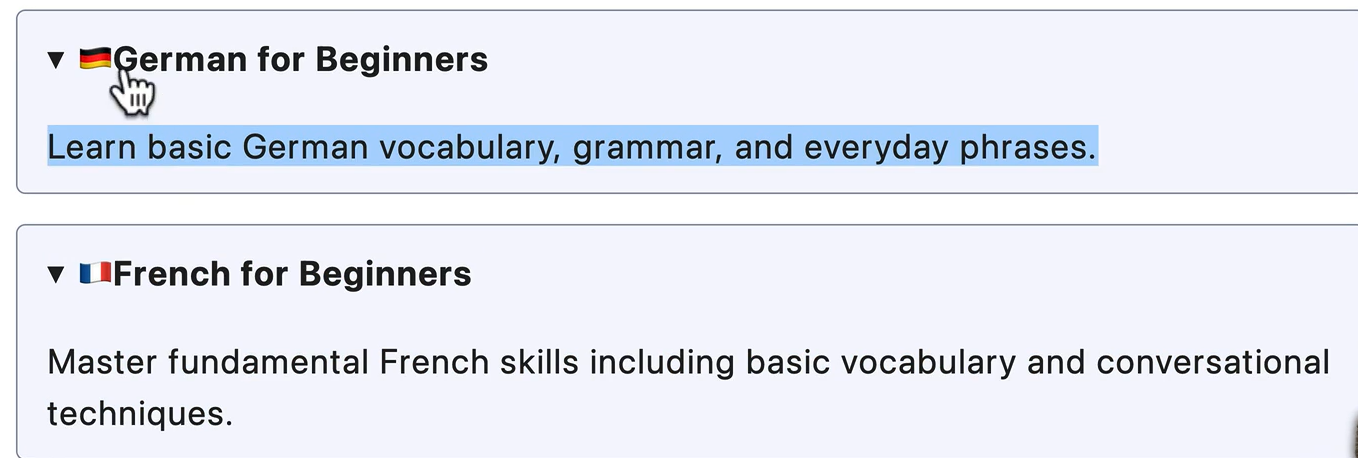 ▼ 🇩🇪German for Beginners
Learn basic German vocabulary, grammar, and everyday phrases.
▼ 🇫🇷French for Beginners
Master fundamental French skills including basic vocabulary and conversational
techniques.